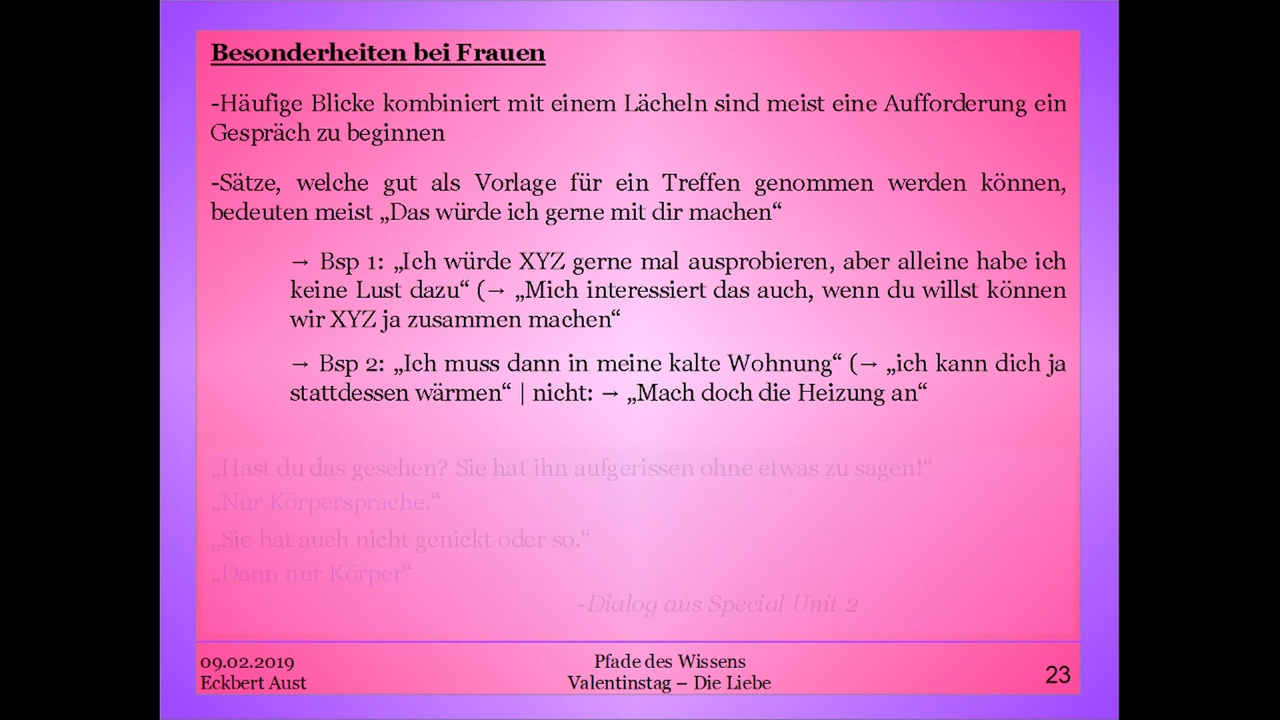 Besonderheiten bei Frauen
-Häufige Blicke kombiniert mit einem Lächeln sind meist eine Aufforderung ein
Gespräch zu beginnen
-Sätze, welche gut als Vorlage für ein Treffen genommen werden können,
bedeuten meist „Das würde ich gerne mit dir machen“
→ Bsp 1: „Ich würde XYZ gerne mal ausprobieren, aber alleine habe ich
keine Lust dazu“ (→ „Mich interessiert das auch, wenn du willst können
wir XYZ ja zusammen machen“
→ Bsp 2: „Ich muss dann in meine kalte Wohnung“ (→ „ich kann dich ja
stattdessen wärmen“ | nicht: → „Mach doch die Heizung an“
„Hast du das gesehen? Sie hat ihn aufgerissen ohne etwas zu sagen!“
„Nur Körpersprache.“
„Sie hat auch nicht genickt oder so.“
„Dann nur Körper“
-Dialog aus Special Unit 2
09.02.2019
Eckbert Aust
Pfade des Wissens
Valentinstag – Die Liebe
23